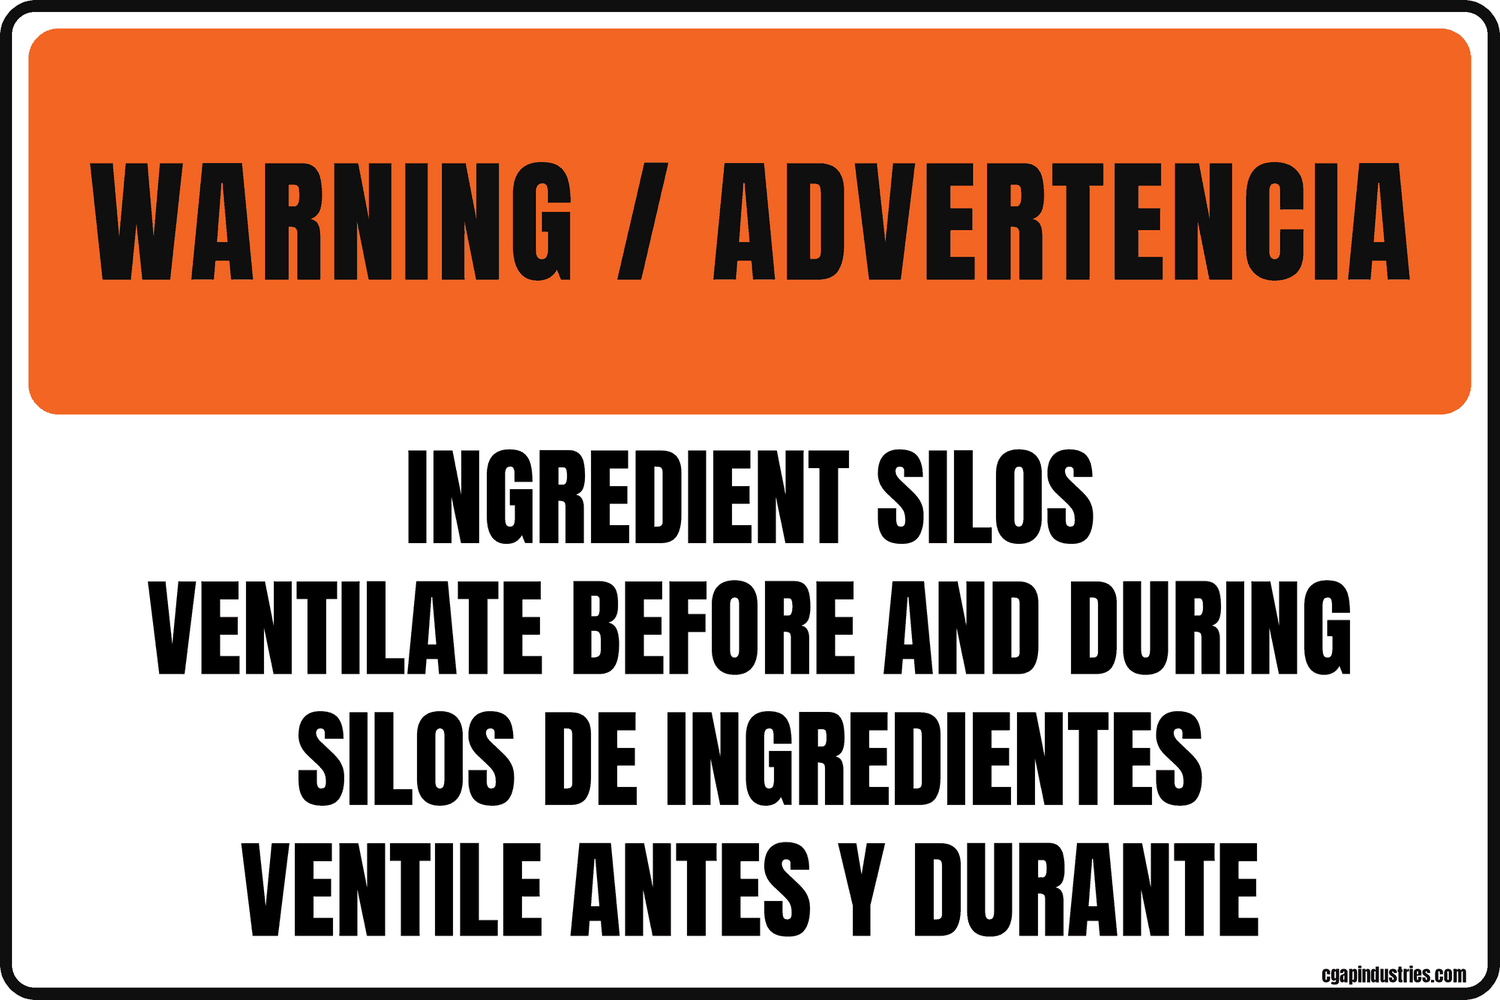 WARNING / ADVERTENCIA
INGREDIENT SILOS
VENTILATE BEFORE AND DURING
SILOS DE INGREDIENTES
VENTILE ANTES Y DURANTE
cgapindustries.com